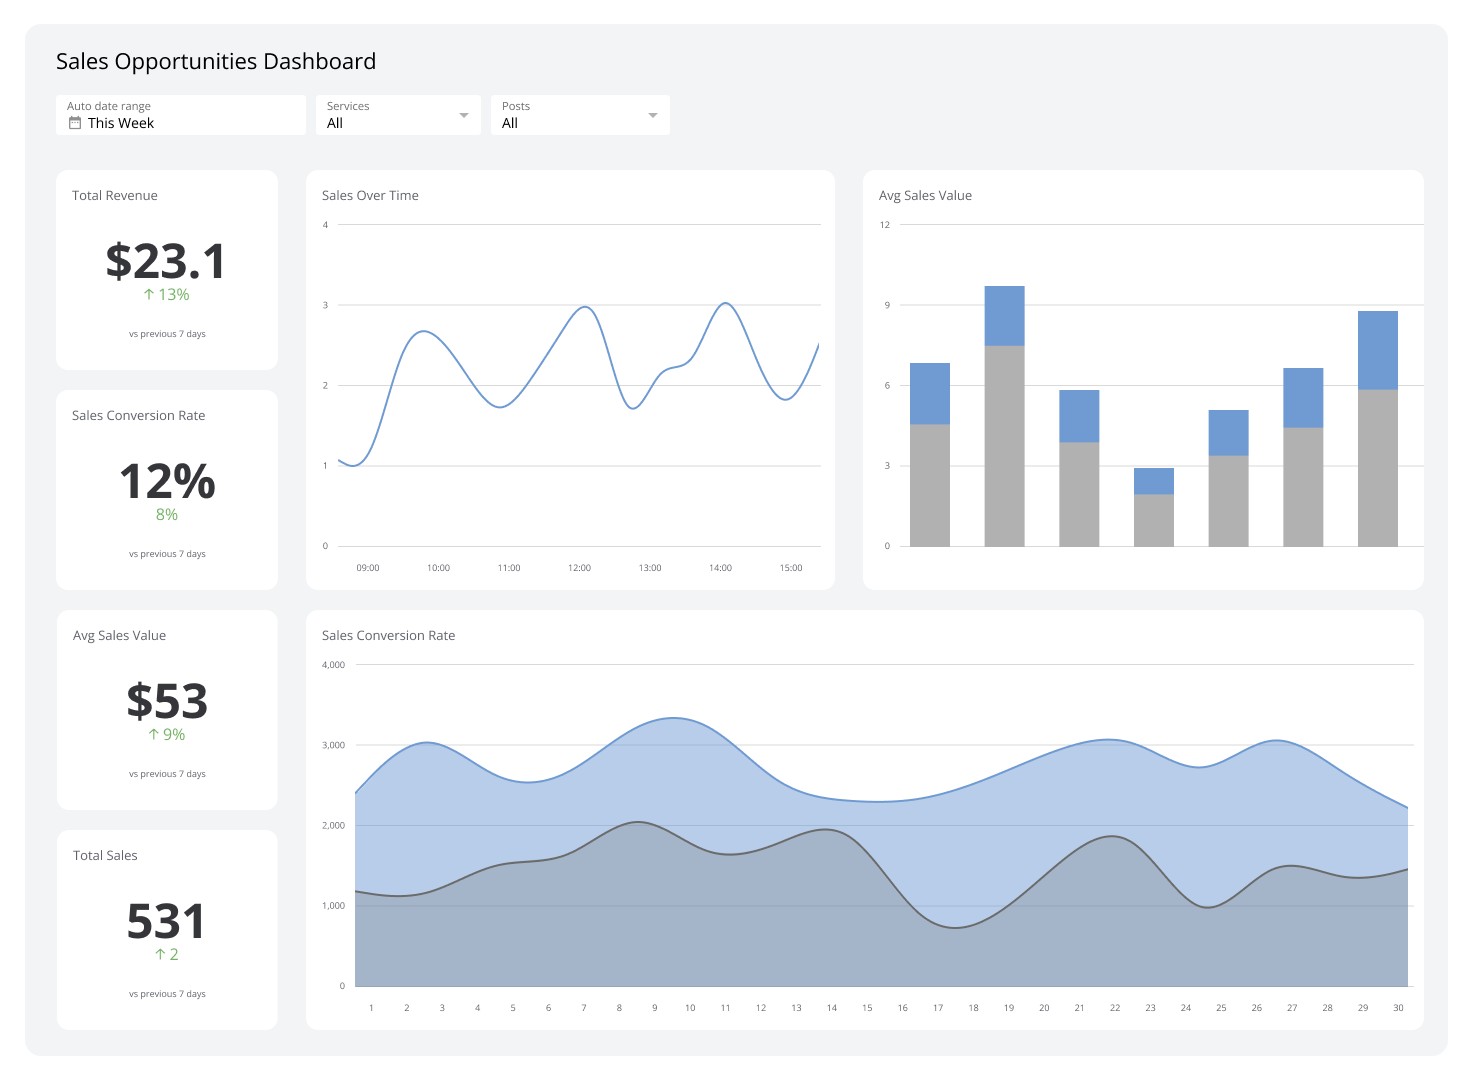 Sales Opportunities Dashboard
Auto date range
This Week
Services
All
Posts
All
Total Revenue
$23.1
↑ 13%
vs previous 7 days
Sales Conversion Rate
12%
8%
vs previous 7 days
Avg Sales Value
$53
↑ 9%
vs previous 7 days
Total Sales
531
↑ 2
vs previous 7 days
Sales Over Time
4
3
2
1
0
09:00 10:00 11:00 12:00 13:00 14:00 15:00
Avg Sales Value
12
9
6
3
0
Sales Conversion Rate
4,000
3,000
2,000
1,000
0
1 2 3 4 5 6 7 8 9 10 11 12 13 14 15 16 17 18 19 20 21 22 23 24 25 26 27 28 29 30